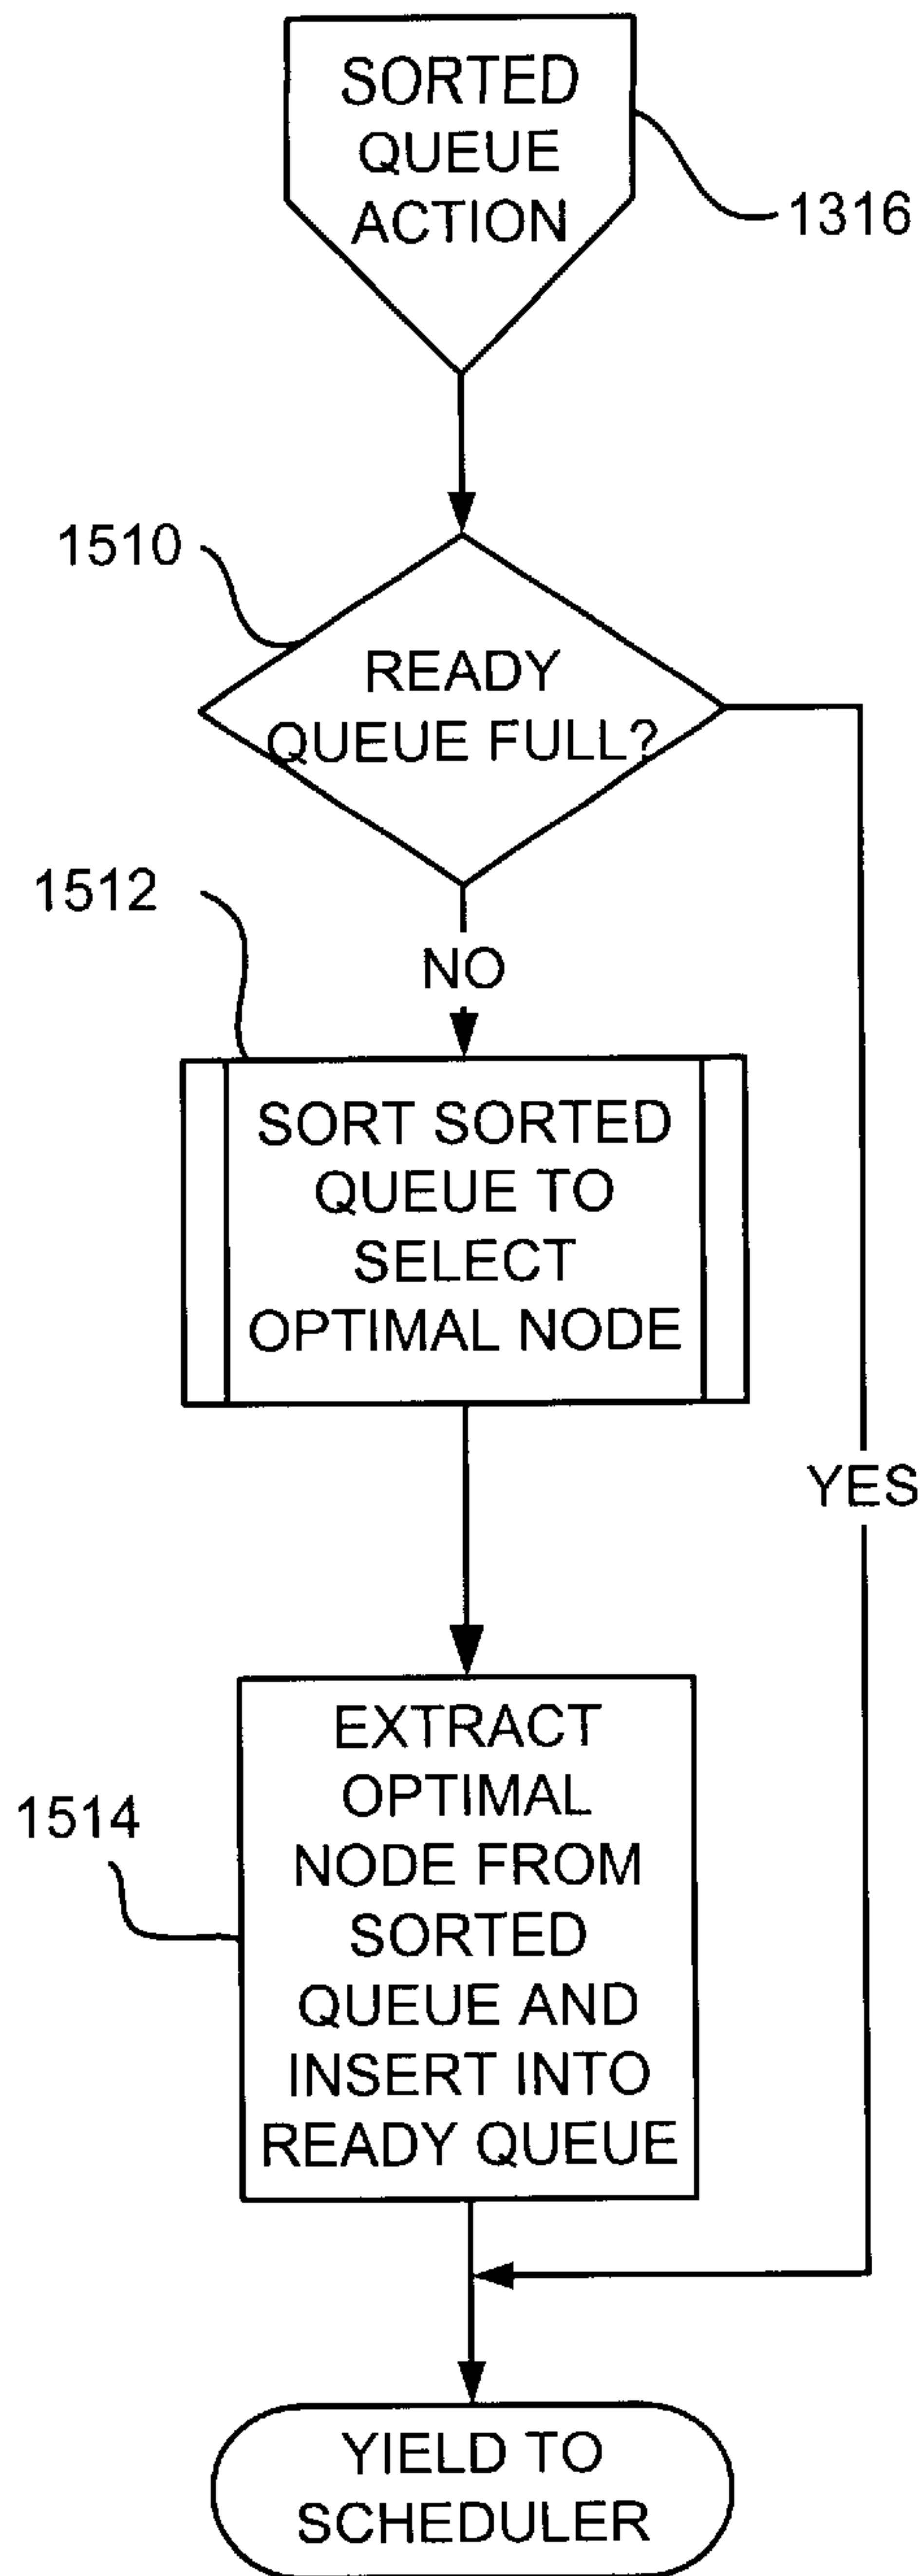 SORTED
QUEUE
ACTION
1316
1510
READY
QUEUE FULL?
1512
NO
SORT SORTED
QUEUE TO
SELECT
OPTIMAL NODE
YES
EXTRACT
OPTIMAL
NODE FROM
SORTED
QUEUE AND
INSERT INTO
READY QUEUE
1514
YIELD TO
SCHEDULER